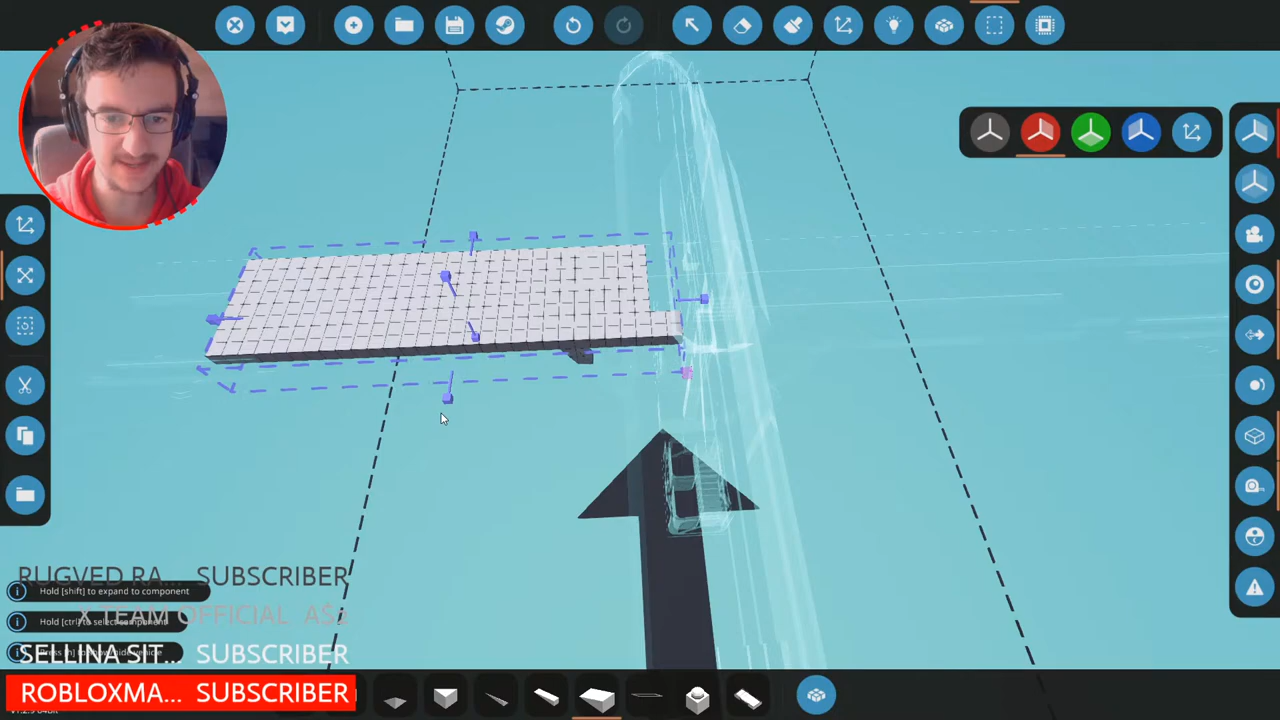 RUGVED RA... SUBSCRIBER
Hold [shift] to expand to component
X TEAM OFFICIAL A$2
Hold [ctrl] to select component
SELLINA SIT... SUBSCRIBER
ROBLOXMA... SUBSCRIBER